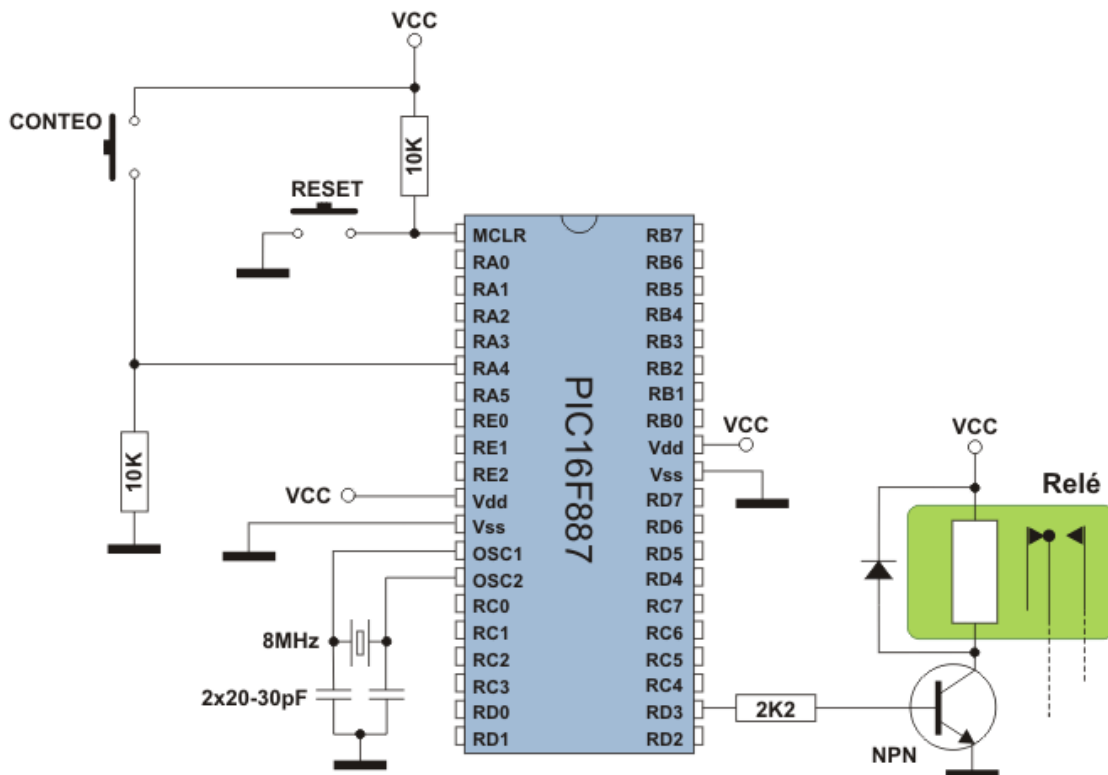 VCC
CONTEO
10K
RESET
MCLR
RA0
RA1
RA2
RA3
RA4
RA5
RE0
RE1
RE2
Vdd
Vss
OSC1
OSC2
RC0
RC1
RC2
RC3
RD0
RD1
PIC16F887
RB7
RB6
RB5
RB4
RB3
RB2
RB1
RB0
Vdd
Vss
RD7
RD6
RD5
RD4
RC7
RC6
RC5
RC4
RD3
RD2
10K
VCC
8MHz
2x20-30pF
VCC
VCC
Relé
2K2
NPN